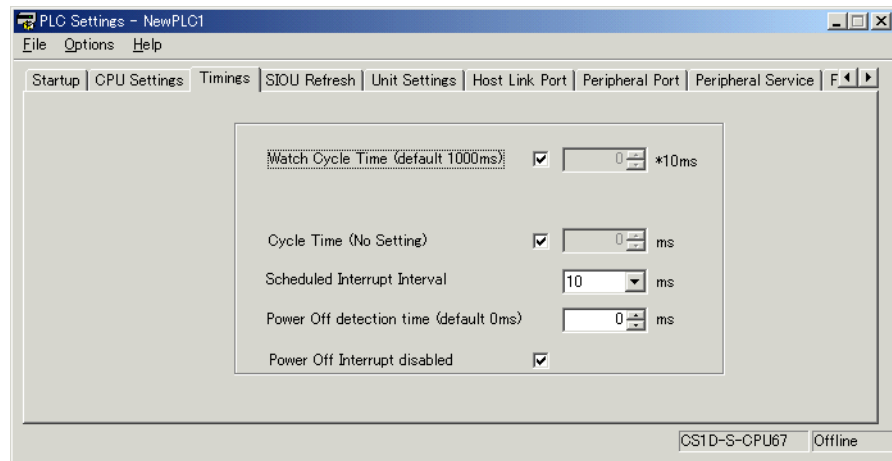 PLC Settings - NewPLC1
File Options Help
Startup CPU Settings Timings SIOU Refresh Unit Settings Host Link Port Peripheral Port Peripheral Service F
Watch Cycle Time (default 1000ms) 0 *10ms
Cycle Time (No Setting) 0 ms
Scheduled Interrupt Interval 10 ms
Power Off detection time (default 0ms) 0 ms
Power Off Interrupt disabled
CS1D-S-CPU67 Offline